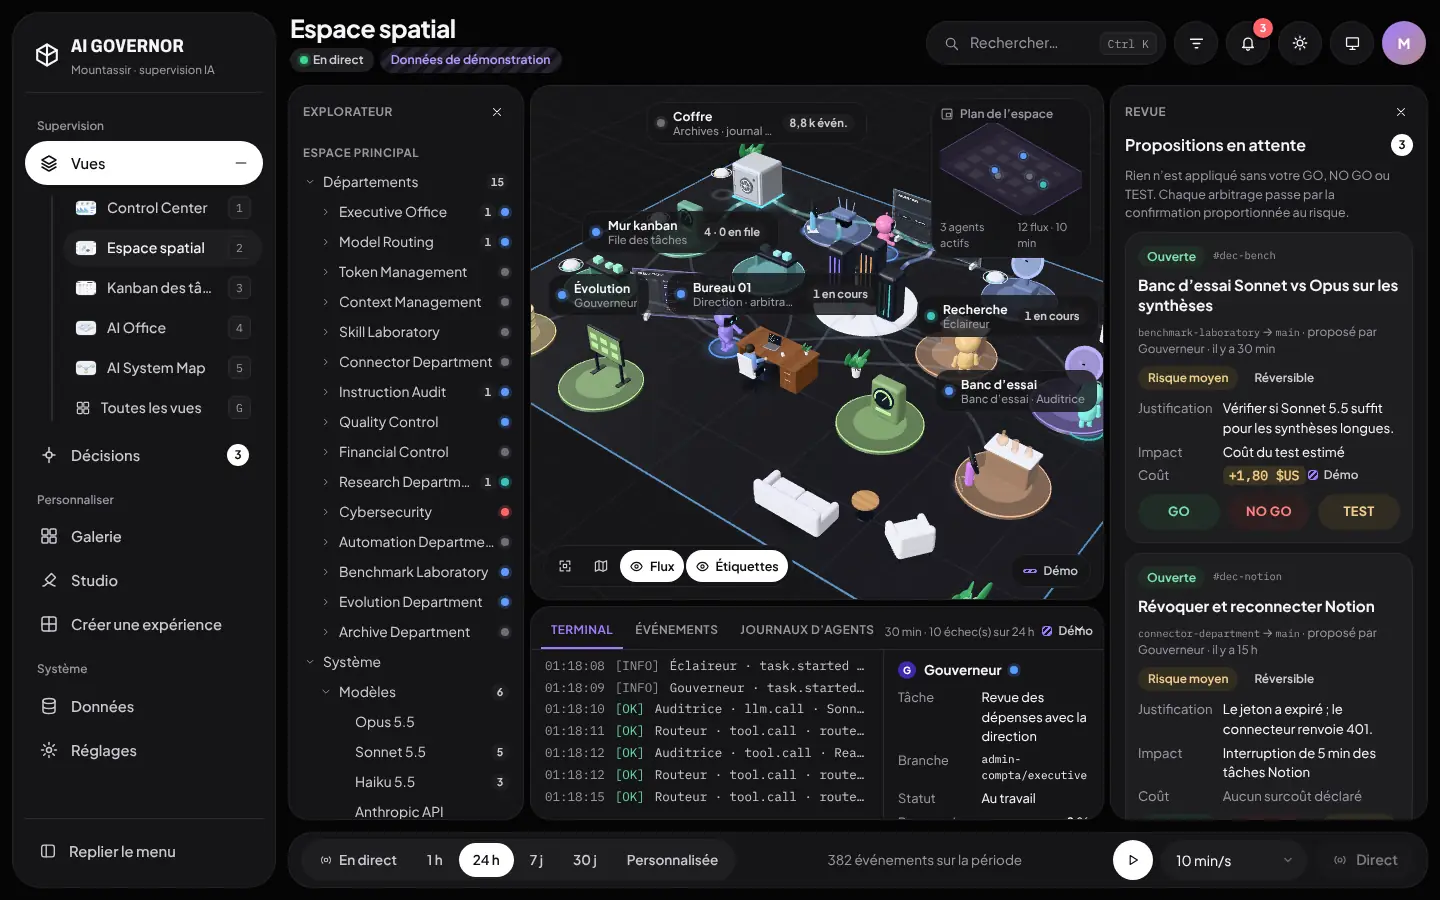 AI GOVERNOR
Mountassir · supervision IA
Supervision
Vues
Control Center 1
Espace spatial 2
Kanban des tâ… 3
AI Office 4
AI System Map 5
Toutes les vues G
Décisions 3
Personnaliser
Galerie
Studio
Créer une expérience
Système
Données
Réglages
Replier le menu
Espace spatial
En direct
Données de démonstration
Rechercher…
Ctrl K
3
M
EXPLORATEUR
ESPACE PRINCIPAL
Départements 15
Executive Office 1
Model Routing 1
Token Management
Context Management
Skill Laboratory
Connector Department
Instruction Audit 1
Quality Control
Financial Control
Research Departm… 1
Cybersecurity
Automation Departme…
Benchmark Laboratory
Evolution Department
Archive Department
Système
Modèles 6
Opus 5.5
Sonnet 5.5 5
Haiku 5.5 3
Anthropic API
Coffre
Archives · journal …
8,8 k évén.
Plan de l'espace
3 agents actifs
12 flux · 10 min
Mur kanban
File des tâches
4 · 0 en file
Évolution
Gouverneur
Bureau 01
Direction · arbitra…
1 en cours
Recherche
Éclaireur
1 en cours
Banc d'essai
Banc d'essai · Auditrice
Flux
Étiquettes
Démo
TERMINAL
ÉVÉNEMENTS
JOURNAUX D'AGENTS
30 min · 10 échec(s) sur 24 h
Démo
01:18:08 [INFO] Éclaireur · task.started …
01:18:09 [INFO] Gouverneur · task.started…
01:18:10 [OK] Auditrice · llm.call · Sonn…
01:18:11 [OK] Routeur · tool.call · route…
01:18:12 [OK] Auditrice · tool.call · Rea…
01:18:12 [OK] Routeur · tool.call · route…
01:18:15 [OK] Routeur · tool.call · route…
G Gouverneur
Tâche Revue des
dépenses avec la
direction
Branche admin-
compta/executive
Statut Au travail
REVUE
Propositions en attente 3
Rien n'est appliqué sans votre GO, NO GO ou
TEST. Chaque arbitrage passe par la
confirmation proportionnée au risque.
Ouverte #dec-bench
Banc d'essai Sonnet vs Opus sur les
synthèses
benchmark-laboratory → main · proposé par
Gouverneur · il y a 30 min
Risque moyen Réversible
Justification Vérifier si Sonnet 5.5 suffit
pour les synthèses longues.
Impact Coût du test estimé
Coût +1,80 $US Démo
GO NO GO TEST
Ouverte #dec-notion
Révoquer et reconnecter Notion
connector-department → main · proposé par
Gouverneur · il y a 15 h
Risque moyen Réversible
Justification Le jeton a expiré ; le
connecteur renvoie 401.
Impact Interruption de 5 min des
tâches Notion
Coût Aucun surcoût déclaré
En direct 1 h 24 h 7 j 30 j Personnalisée
382 événements sur la période
10 min/s
Direct